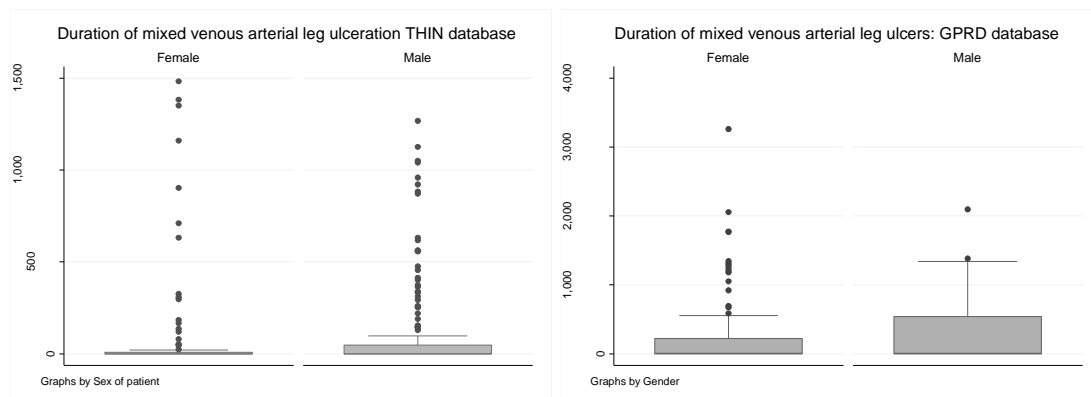 Duration of mixed venous arterial leg ulceration THIN database
Female
Male
1,500
1,000
500
0
Graphs by Sex of patient
Duration of mixed venous arterial leg ulcers: GPRD database
Female
Male
4,000
3,000
2,000
1,000
0
Graphs by Gender